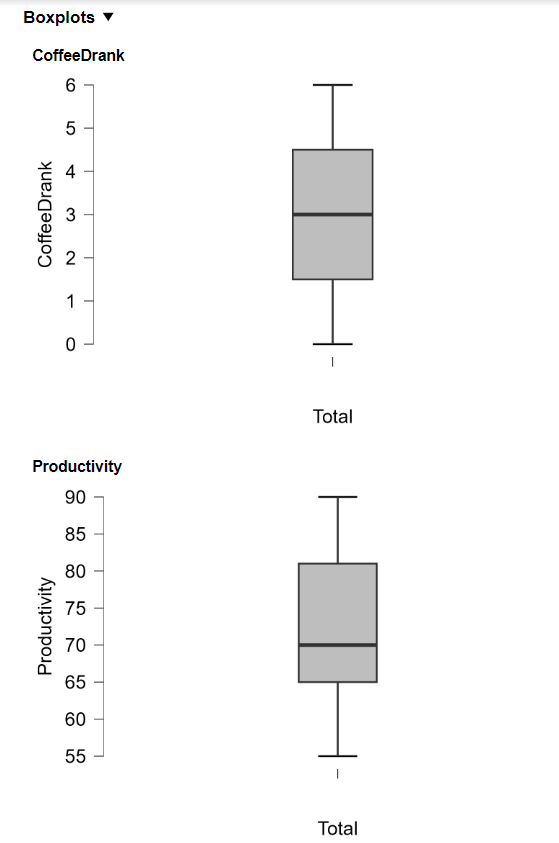 Boxplots ▼
CoffeeDrank
6
5
4
3
2
1
0
CoffeeDrank
Total
Productivity
90
85
80
75
70
65
60
55
Productivity
Total